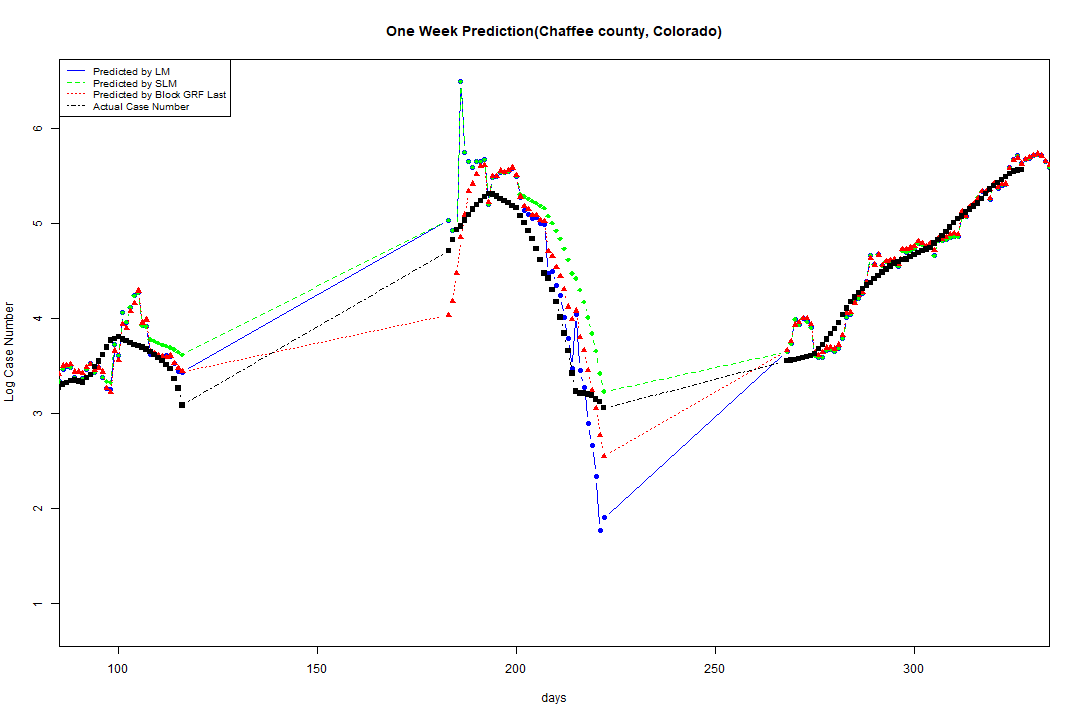 One Week Prediction(Chaffee county, Colorado)
Predicted by LM
Predicted by SLM
Predicted by Block GRF Last
Actual Case Number
Log Case Number
6
5
4
3
2
1
100 150 200 250 300
days